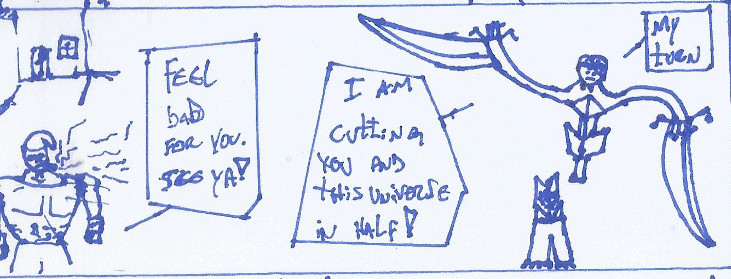 FEEL
bAD
FOR YOU.
SEE YA!
I AM
CUttING
YOU AND
this UNIVERSE
IN HALF!
MY
tURN